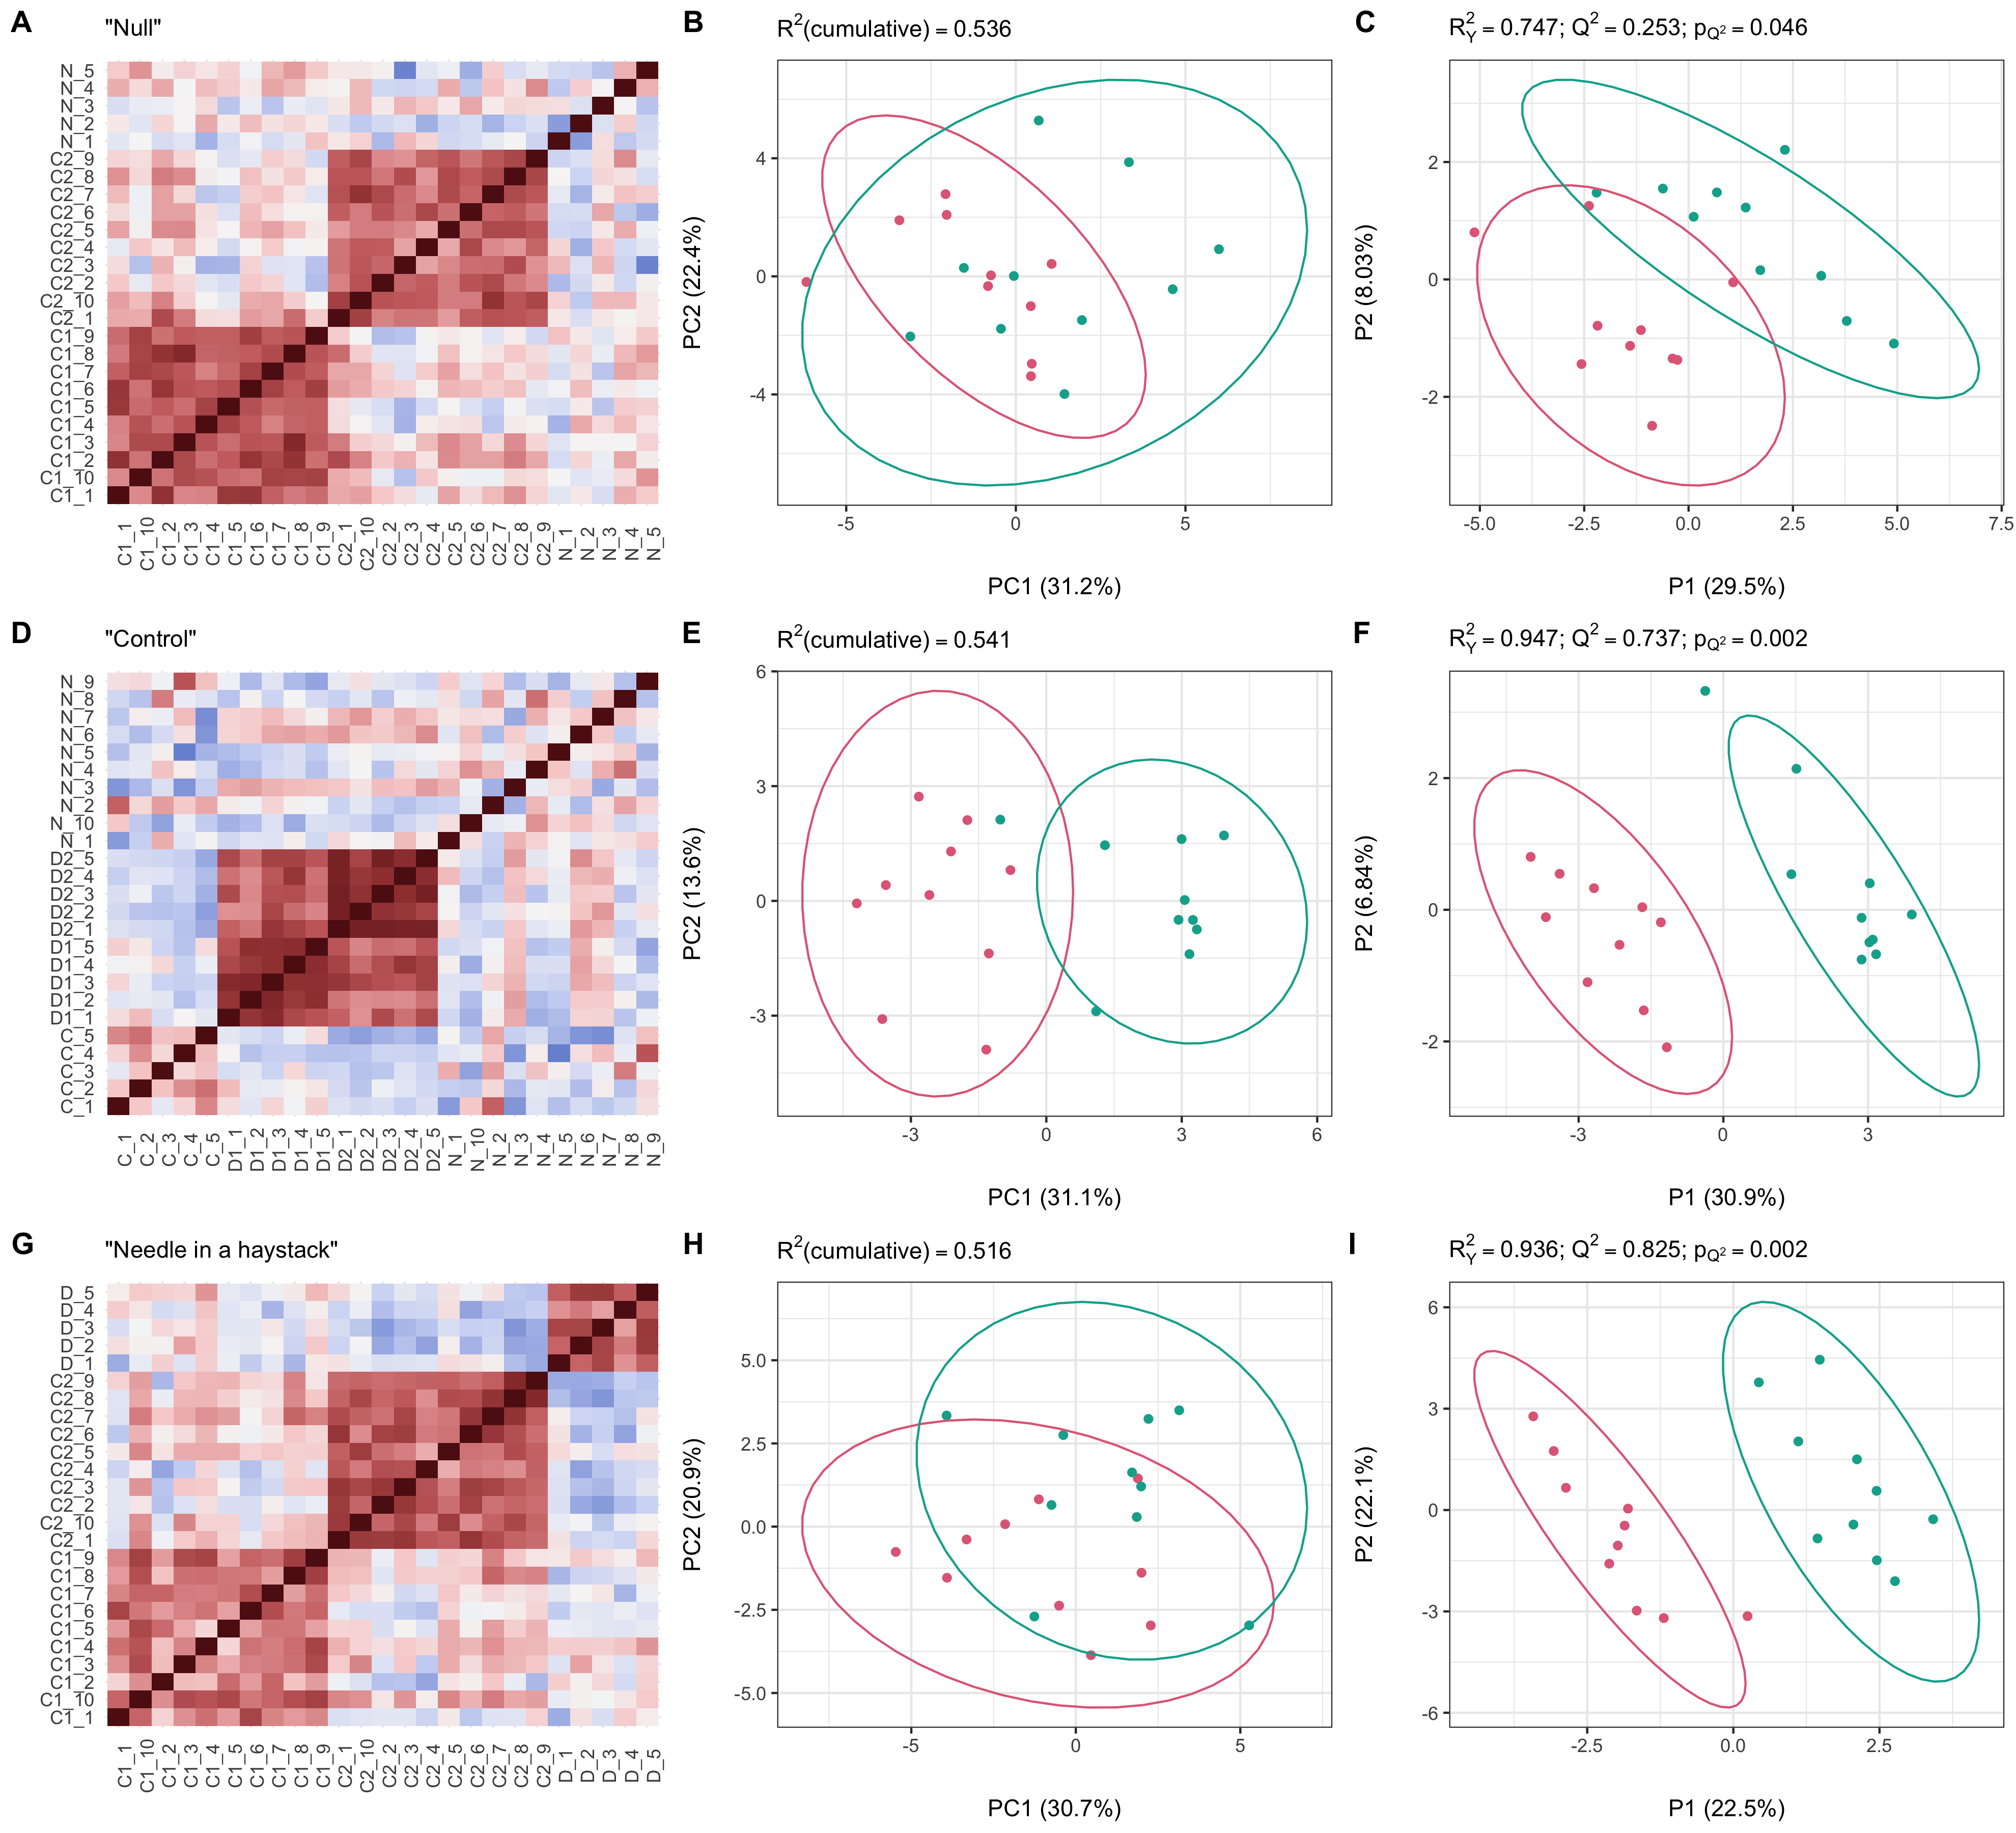 A
"Null"
N_5
N_4
N_3
N_2
N_1
C2_9
C2_8
C2_7
C2_6
C2_5
C2_4
C2_3
C2_2
C2_10
C2_1
C1_9
C1_8
C1_7
C1_6
C1_5
C1_4
C1_3
C1_2
C1_10
C1_1
C1_1 C1_10 C1_2 C1_3 C1_4 C1_5 C1_6 C1_7 C1_8 C1_9 C2_1 C2_10 C2_2 C2_3 C2_4 C2_5 C2_6 C2_7 C2_8 C2_9 N_1 N_2 N_3 N_4 N_5
B
R²(cumulative) = 0.536
PC2 (22.4%)
4
0
-4
-5 0 5
PC1 (31.2%)
C
R²Y = 0.747; Q² = 0.253; pQ² = 0.046
P2 (8.03%)
2
0
-2
-5.0 -2.5 0.0 2.5 5.0 7.5
P1 (29.5%)
D
"Control"
N_9
N_8
N_7
N_6
N_5
N_4
N_3
N_2
N_10
N_1
D2_5
D2_4
D2_3
D2_2
D2_1
D1_5
D1_4
D1_3
D1_2
D1_1
C_5
C_4
C_3
C_2
C_1
C_1 C_2 C_3 C_4 C_5 D1_1 D1_2 D1_3 D1_4 D1_5 D2_1 D2_2 D2_3 D2_4 D2_5 N_1 N_10 N_2 N_3 N_4 N_5 N_6 N_7 N_8 N_9
E
R²(cumulative) = 0.541
PC2 (13.6%)
6
3
0
-3
-3 0 3 6
PC1 (31.1%)
F
R²Y = 0.947; Q² = 0.737; pQ² = 0.002
P2 (6.84%)
2
0
-2
-3 0 3
P1 (30.9%)
G
"Needle in a haystack"
D_5
D_4
D_3
D_2
D_1
C2_9
C2_8
C2_7
C2_6
C2_5
C2_4
C2_3
C2_2
C2_10
C2_1
C1_9
C1_8
C1_7
C1_6
C1_5
C1_4
C1_3
C1_2
C1_10
C1_1
C1_1 C1_10 C1_2 C1_3 C1_4 C1_5 C1_6 C1_7 C1_8 C1_9 C2_1 C2_10 C2_2 C2_3 C2_4 C2_5 C2_6 C2_7 C2_8 C2_9 D_1 D_2 D_3 D_4 D_5
H
R²(cumulative) = 0.516
PC2 (20.9%)
5.0
2.5
0.0
-2.5
-5.0
-5 0 5
PC1 (30.7%)
I
R²Y = 0.936; Q² = 0.825; pQ² = 0.002
P2 (22.1%)
6
3
0
-3
-6
-2.5 0.0 2.5
P1 (22.5%)